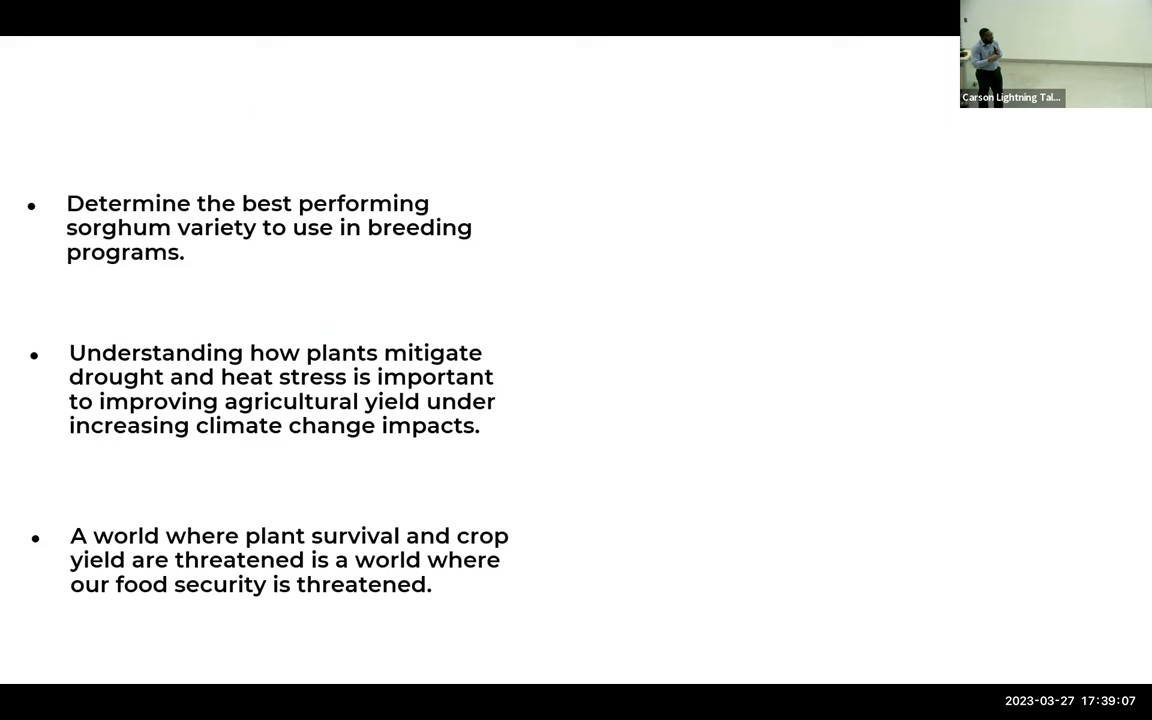 Carson Lightning Tal...
• Determine the best performing
sorghum variety to use in breeding
programs.
• Understanding how plants mitigate
drought and heat stress is important
to improving agricultural yield under
increasing climate change impacts.
• A world where plant survival and crop
yield are threatened is a world where
our food security is threatened.
2023-03-27 17:39:07